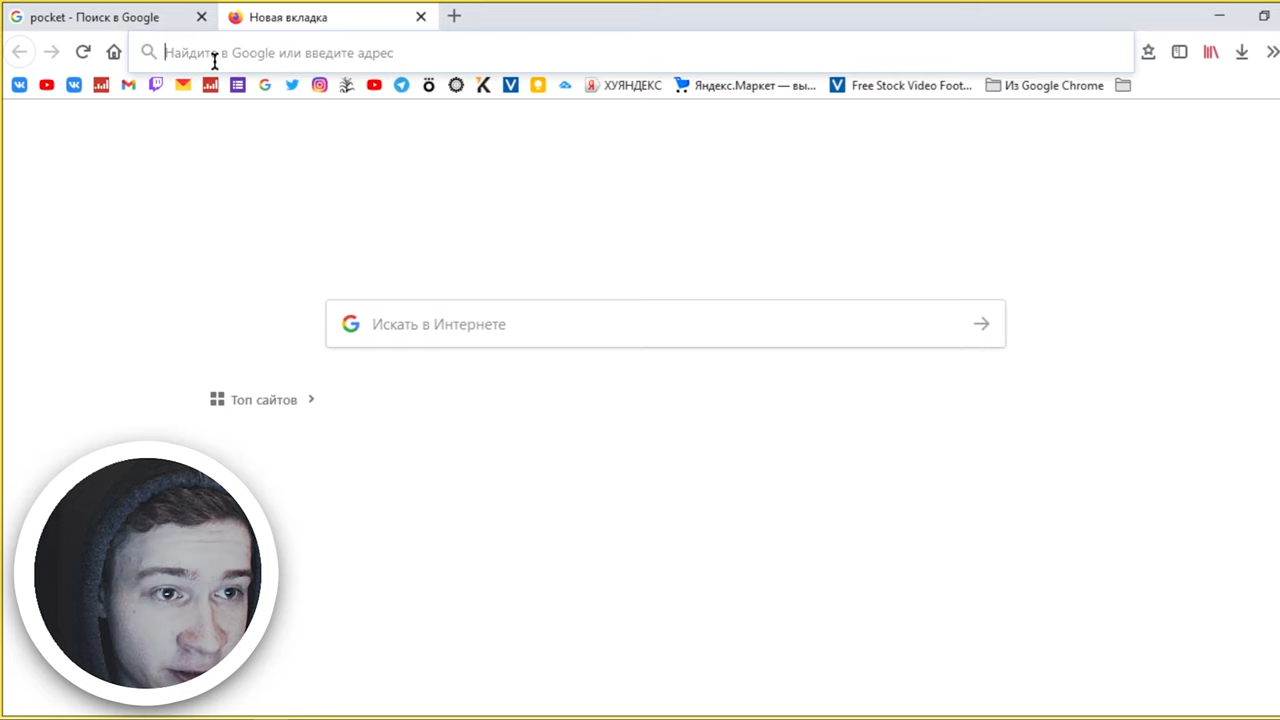 pocket - Поиск в Google
Новая вкладка
Найдите в Google или введите адрес
ХУЯНДЕКС
Яндекс.Маркет — вы...
Free Stock Video Foot...
Из Google Chrome
Искать в Интернете
Топ сайтов